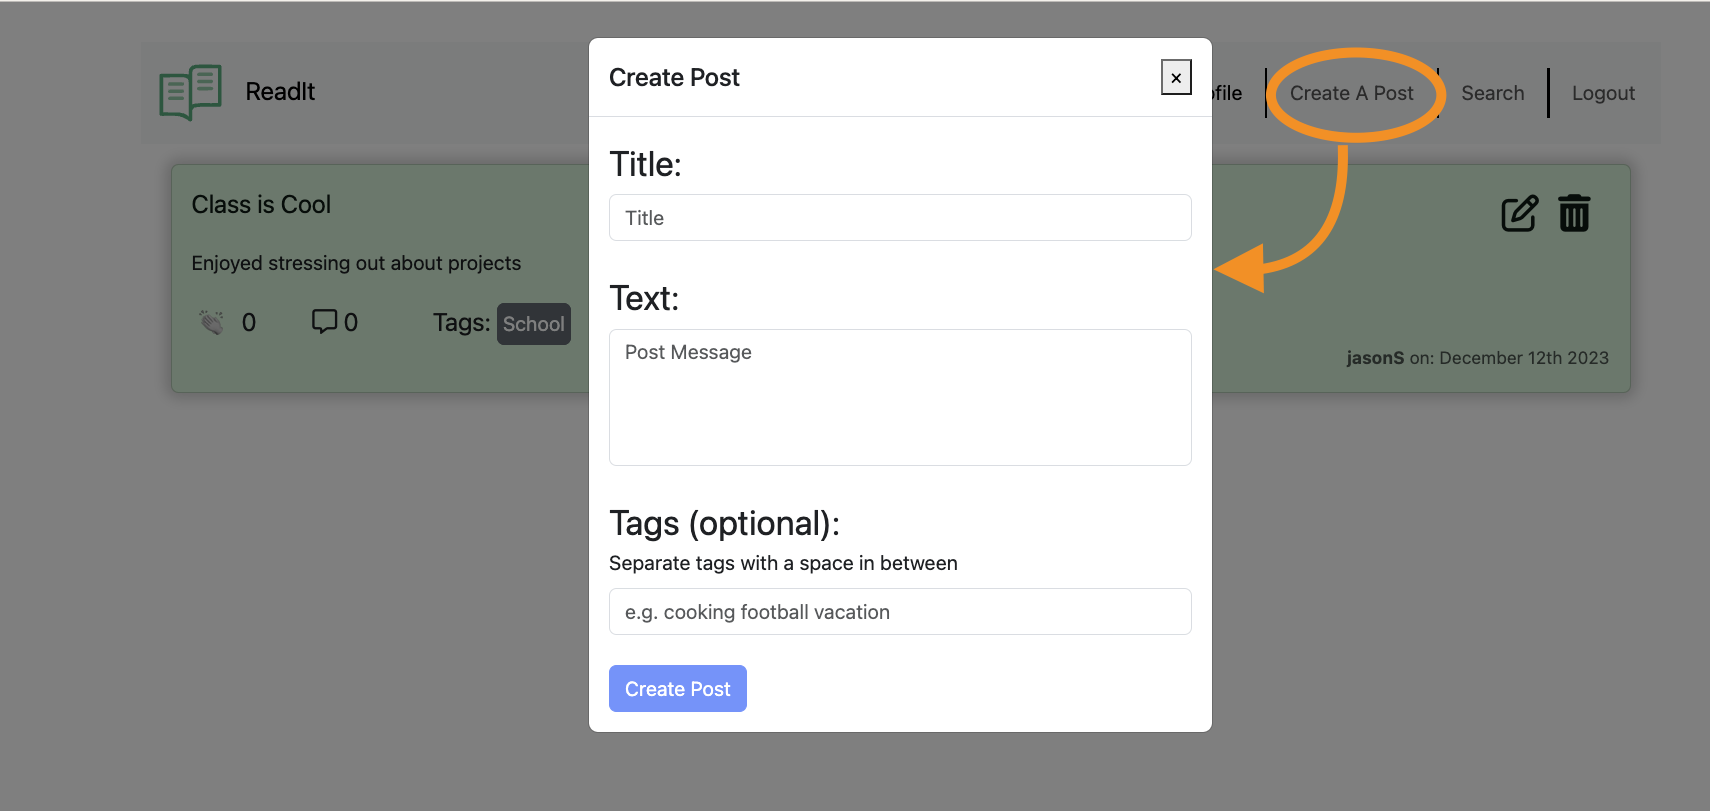 ReadIt
Create A Post
Search
Logout
Create Post
×
Title:
Title
Text:
Post Message
Tags (optional):
Separate tags with a space in between
e.g. cooking football vacation
Create Post
Class is Cool
Enjoyed stressing out about projects
0
0
Tags: School
jasonS on: December 12th 2023